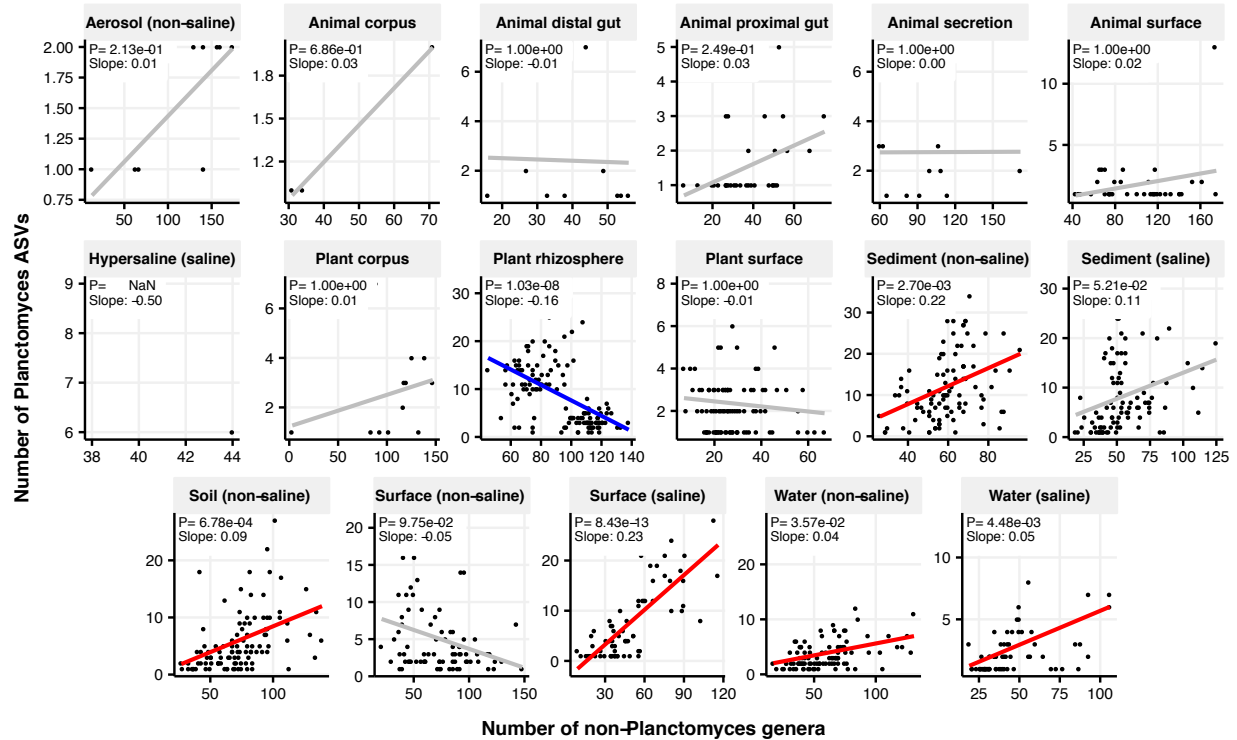 Number of Planctomyces ASVs
Aerosol (non-saline)
P= 2.13e-01
Slope: 0.01
2.00
1.75
1.50
1.25
1.00
0.75
50 100 150
Animal corpus
P= 6.86e-01
Slope: 0.03
1.8
1.5
1.2
30 40 50 60 70
Animal distal gut
P= 1.00e+00
Slope: -0.01
6
4
2
20 30 40 50
Animal proximal gut
P= 2.49e-01
Slope: 0.03
5
4
3
2
1
20 40 60
Animal secretion
P= 1.00e+00
Slope: 0.00
6
4
2
60 90 120 150
Animal surface
P= 1.00e+00
Slope: 0.02
10
5
40 80 120 160
Hypersaline (saline)
P= NaN
Slope: -0.50
9
8
7
6
38 40 42 44
Plant corpus
P= 1.00e+00
Slope: 0.01
6
4
2
0 50 100 150
Plant rhizosphere
P= 1.03e-08
Slope: -0.16
30
20
10
0
60 80 100 120 140
Plant surface
P= 1.00e+00
Slope: -0.01
8
6
4
2
0
20 40 60
Sediment (non-saline)
P= 2.70e-03
Slope: 0.22
30
20
10
0
40 60 80
Sediment (saline)
P= 5.21e-02
Slope: 0.11
30
20
10
0
25 50 75 100 125
Soil (non-saline)
P= 6.78e-04
Slope: 0.09
20
10
0
50 100
Surface (non-saline)
P= 9.75e-02
Slope: -0.05
20
15
10
5
0
50 100 150
Surface (saline)
P= 8.43e-13
Slope: 0.23
20
10
0
30 60 90 120
Water (non-saline)
P= 3.57e-02
Slope: 0.04
20
10
0
50 100
Water (saline)
P= 4.48e-03
Slope: 0.05
10
5
25 50 75 100
Number of non-Planctomyces genera